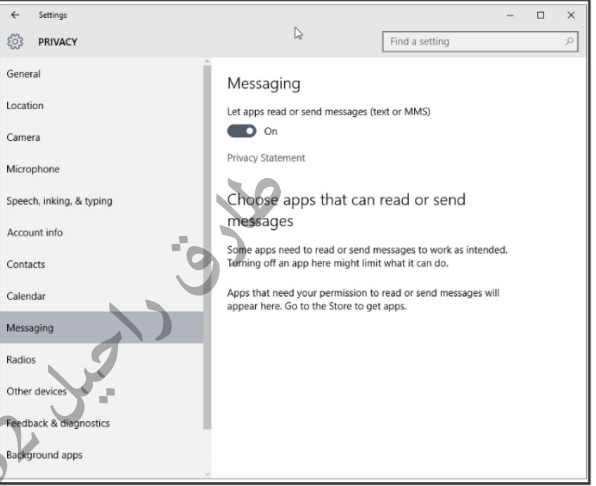 Settings
PRIVACY
Find a setting
General
Location
Camera
Microphone
Speech, inking, & typing
Account info
Contacts
Calendar
Messaging
Radios
Other devices
Feedback & diagnostics
Background apps
Messaging
Let apps read or send messages (text or MMS)
On
Privacy Statement
Choose apps that can read or send
messages
Some apps need to read or send messages to work as intended.
Turning off an app here might limit what it can do.
Apps that need your permission to read or send messages will
appear here. Go to the Store to get apps.
طارق راحيل